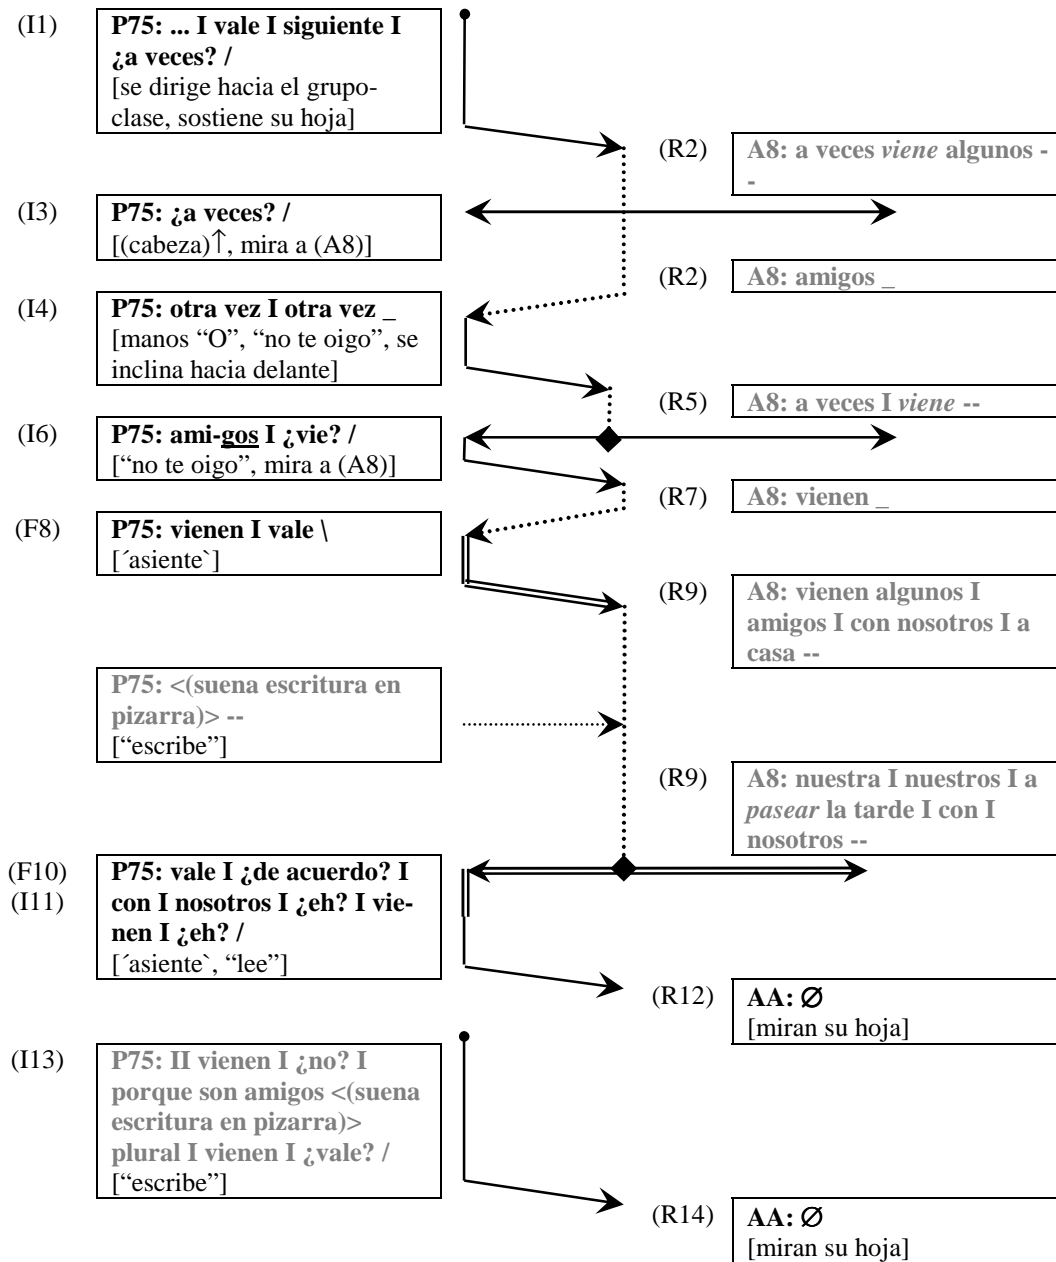 (I1)
P75: ... I vale I siguiente I
¿a veces? /
[se dirige hacia el grupo-
clase, sostiene su hoja]
(R2)
A8: a veces viene algunos -
-
(I3)
P75: ¿a veces? /
[(cabeza)↑, mira a (A8)]
(R2)
A8: amigos _
(I4)
P75: otra vez I otra vez _
[manos “O”, “no te oigo”, se
inclina hacia delante]
(R5)
A8: a veces I viene --
(I6)
P75: ami-gos I ¿vie? /
[“no te oigo”, mira a (A8)]
(R7)
A8: vienen _
(F8)
P75: vienen I vale \
[´asiente`]
(R9)
A8: vienen algunos I
amigos I con nosotros I a
casa --
P75: <(suena escritura en
pizarra)> --
[“escribe”]
(R9)
A8: nuestra I nuestros I a
pasear la tarde I con I
nosotros --
(F10)
(I11)
P75: vale I ¿de acuerdo? I
con I nosotros I ¿eh? I vie-
nen I ¿eh? /
[´asiente`, “lee”]
(R12)
AA: Ø
[miran su hoja]
(I13)
P75: II vienen I ¿no? I
porque son amigos <(suena
escritura en pizarra)>
plural I vienen I ¿vale? /
[“escribe”]
(R14)
AA: Ø
[miran su hoja]